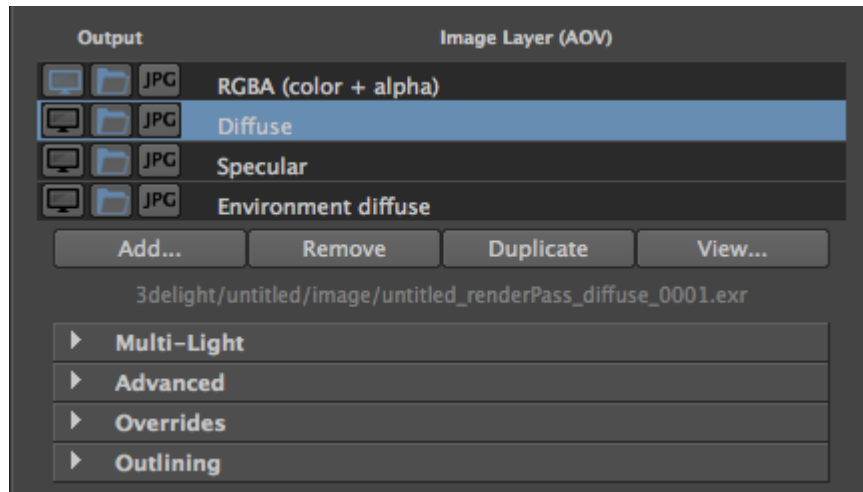 Output Image Layer (AOV)
JPG RGBA (color + alpha)
JPG Diffuse
JPG Specular
JPG Environment diffuse
Add... Remove Duplicate View...
3delight/untitled/image/untitled_renderPass_diffuse_0001.exr
Multi-Light
Advanced
Overrides
Outlining